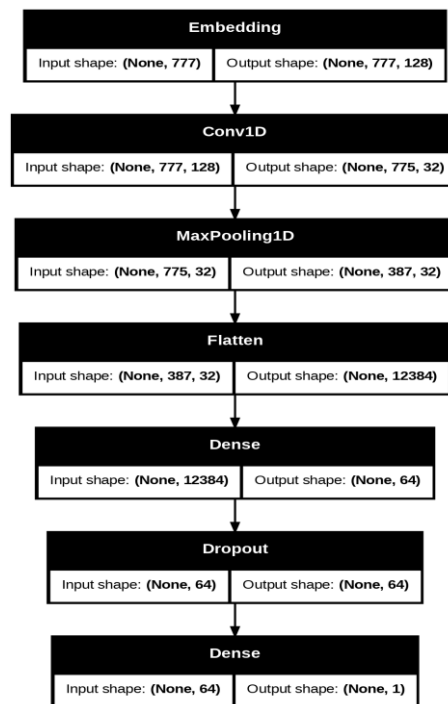 Embedding
Input shape: (None, 777) Output shape: (None, 777, 128)
Conv1D
Input shape: (None, 777, 128) Output shape: (None, 775, 32)
MaxPooling1D
Input shape: (None, 775, 32) Output shape: (None, 387, 32)
Flatten
Input shape: (None, 387, 32) Output shape: (None, 12384)
Dense
Input shape: (None, 12384) Output shape: (None, 64)
Dropout
Input shape: (None, 64) Output shape: (None, 64)
Dense
Input shape: (None, 64) Output shape: (None, 1)